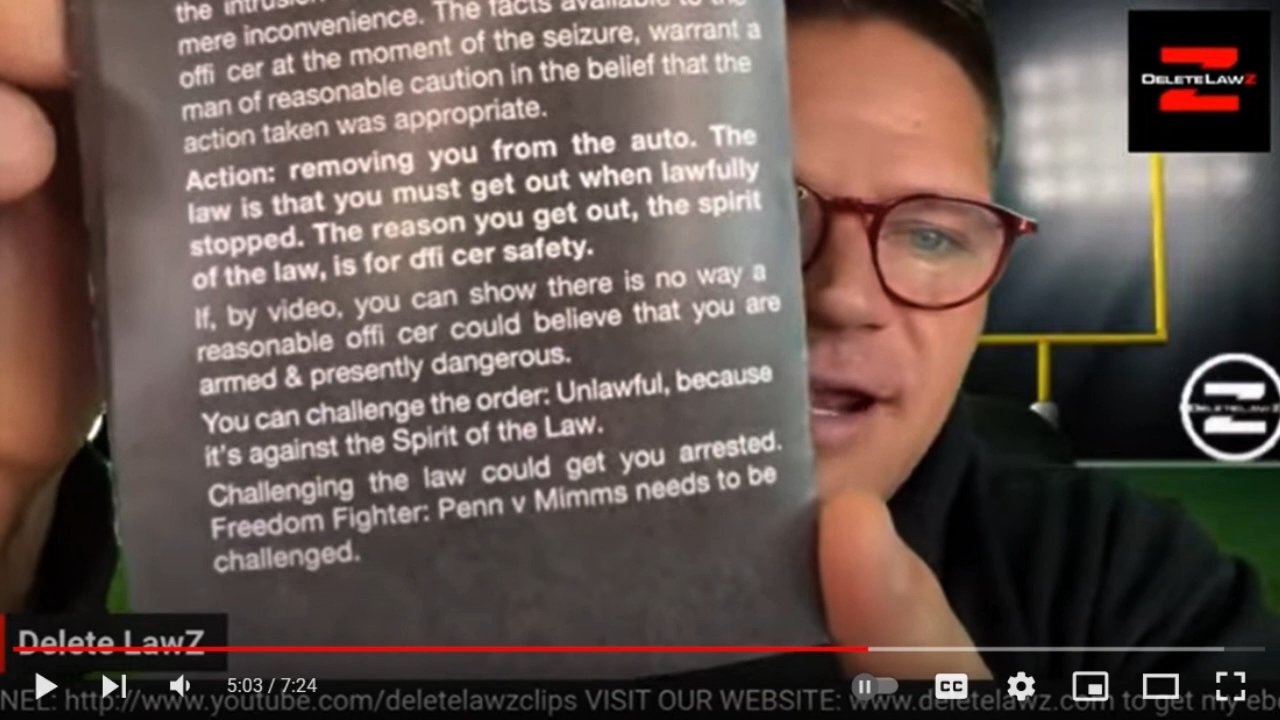 the intrusion
mere inconvenience. The facts available to the
offi cer at the moment of the seizure, warrant a
man of reasonable caution in the belief that the
action taken was appropriate.
Action: removing you from the auto. The
law is that you must get out when lawfully
stopped. The reason you get out, the spirit
of the law, is for dffi cer safety.
If, by video, you can show there is no way a
reasonable offi cer could believe that you are
armed & presently dangerous.
You can challenge the order: Unlawful, because
it's against the Spirit of the Law.
Challenging the law could get you arrested.
Freedom Fighter: Penn v Mimms needs to be
challenged.
DELETELAWZ
DELETELAWZ
Delete LawZ
5:03 / 7:24
CC
NEL: http://www.youtube.com/deletelawzclips VISIT OUR WEBSITE: www.deletelawz.com to get my eb